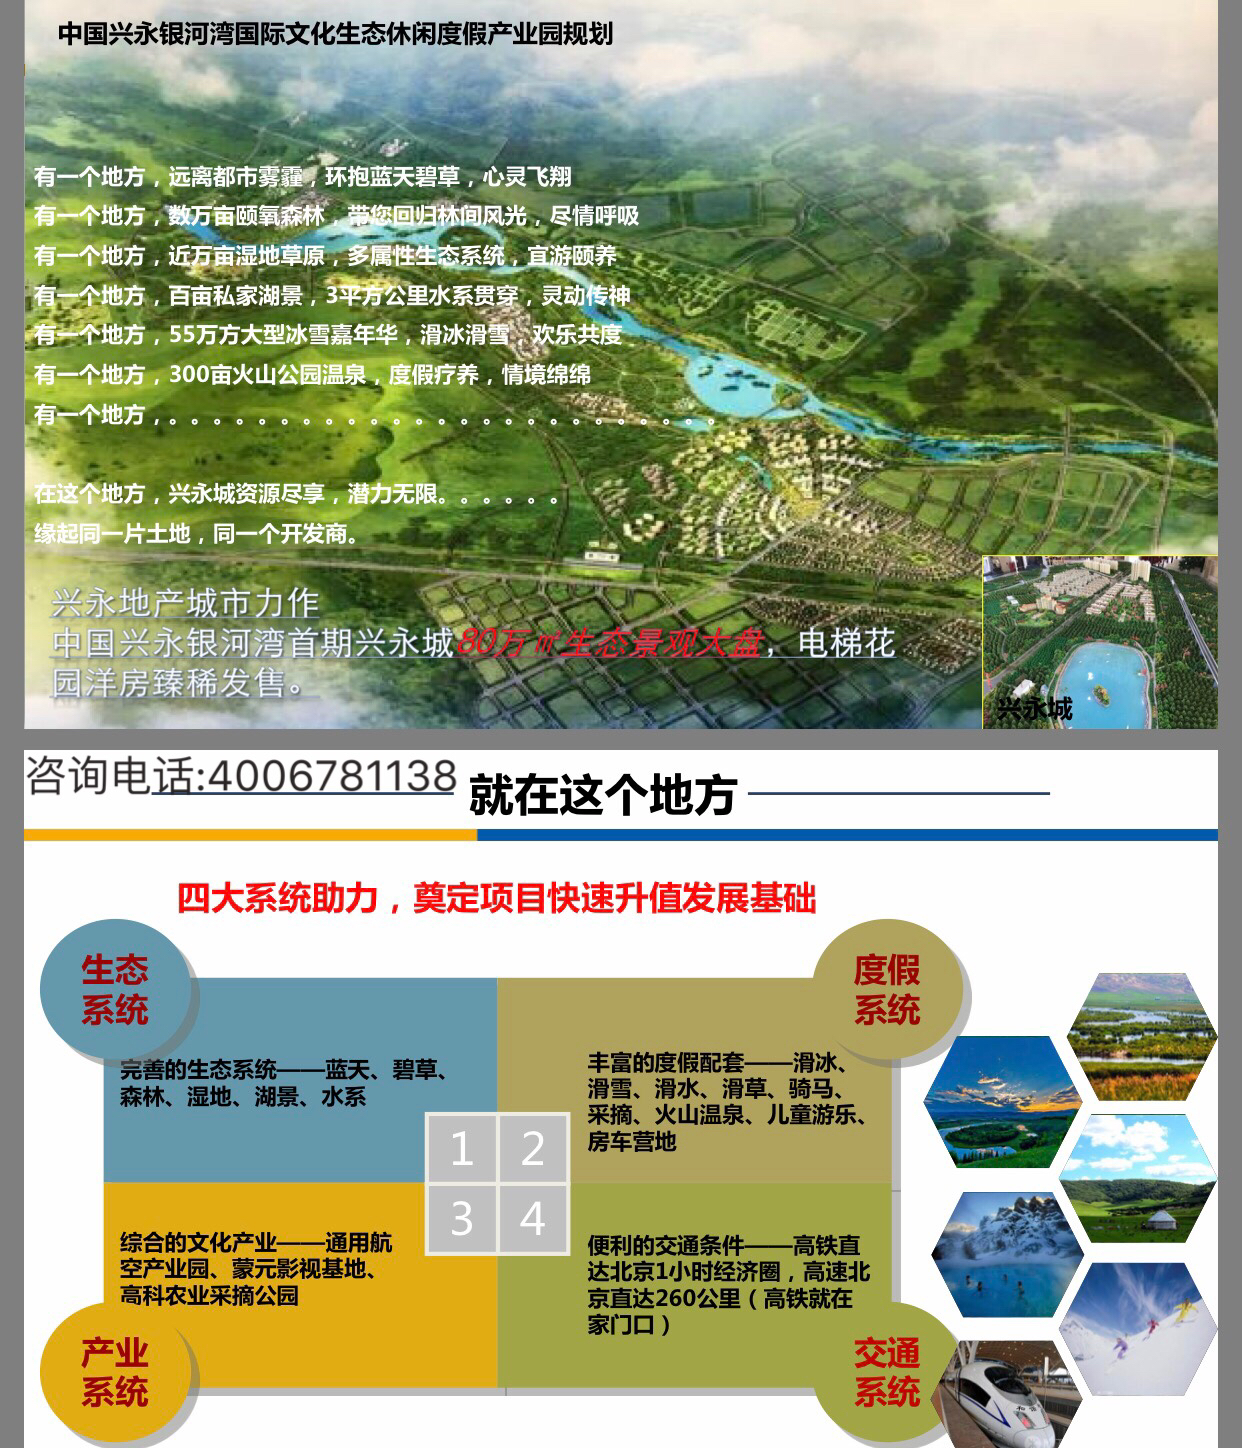 中国兴永银河湾国际文化生态休闲度假产业园规划
有一个地方，远离都市雾霾，环抱蓝天碧草，心灵飞翔
有一个地方，数万亩颐氧森林，带您回归林间风光，尽情呼吸
有一个地方，近万亩湿地草原，多属性生态系统，宜游颐养
有一个地方，百亩私家湖景，3平方公里水系贯穿，灵动传神
有一个地方，55万方大型冰雪嘉年华，滑冰滑雪，欢乐共度
有一个地方，300亩火山公园温泉，度假疗养，情境绵绵
有一个地方，。。。。。。。。。。。。。。。。。。。。。。。。。
在这个地方，兴永城资源尽享，潜力无限。。。。。。
缘起同一片土地，同一个开发商。
兴永地产城市力作
中国兴永银河湾首期兴永城80万㎡生态景观大盘，电梯花
园洋房臻稀发售。
兴永城
咨询电话:4006781138
就在这个地方
四大系统助力，奠定项目快速升值发展基础
生态
系统
完善的生态系统——蓝天、碧草、
森林、湿地、湖景、水系
度假
系统
丰富的度假配套——滑冰、
滑雪、滑水、滑草、骑马、
采摘、火山温泉、儿童游乐、
房车营地
1 2
3 4
综合的文化产业——通用航
空产业园、蒙元影视基地、
高科农业采摘公园
产业
系统
便利的交通条件——高铁直
达北京1小时经济圈，高速北
京直达260公里（高铁就在
家门口）
交通
系统